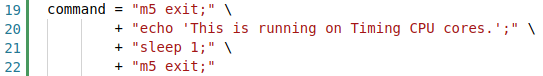 19 command = "m5 exit;" \
20 + "echo 'This is running on Timing CPU cores.';" \
21 + "sleep 1;" \
22 + "m5 exit;"